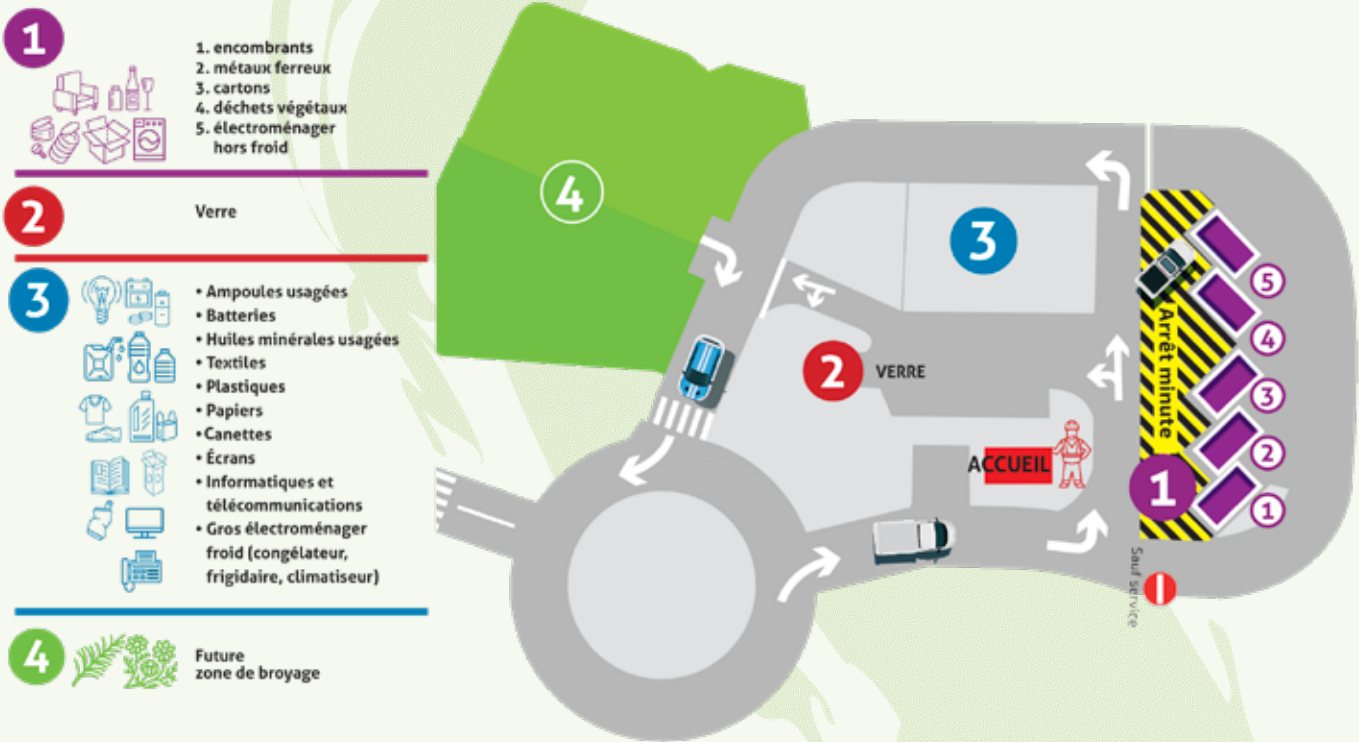 1
1. encombrants
2. métaux ferreux
3. cartons
4. déchets végétaux
5. électroménager
hors froid
2
Verre
3
• Ampoules usagées
• Batteries
• Huiles minérales usagées
• Textiles
• Plastiques
• Papiers
• Canettes
• Écrans
• Informatiques et
télécommunications
• Gros électroménager
froid (congélateur,
frigidaire, climatiseur)
4
Future
zone de broyage
4
3
2
VERRE
ACCUEIL
Arrêt minute
1
5
4
3
2
1
Sauf service